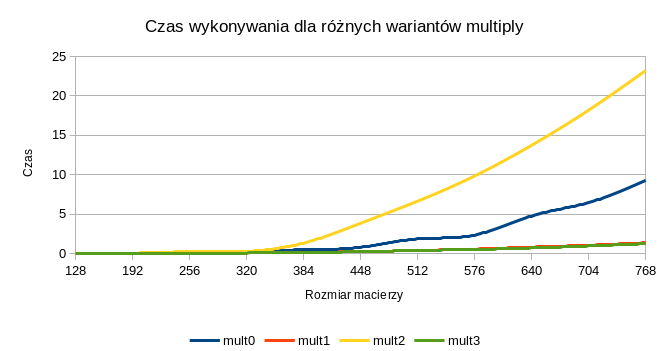 Czas wykonywania dla różnych wariantów multiply
25
20
15
10
5
0
Czas
128 192 256 320 384 448 512 576 640 704 768
Rozmiar macierzy
mult0 mult1 mult2 mult3